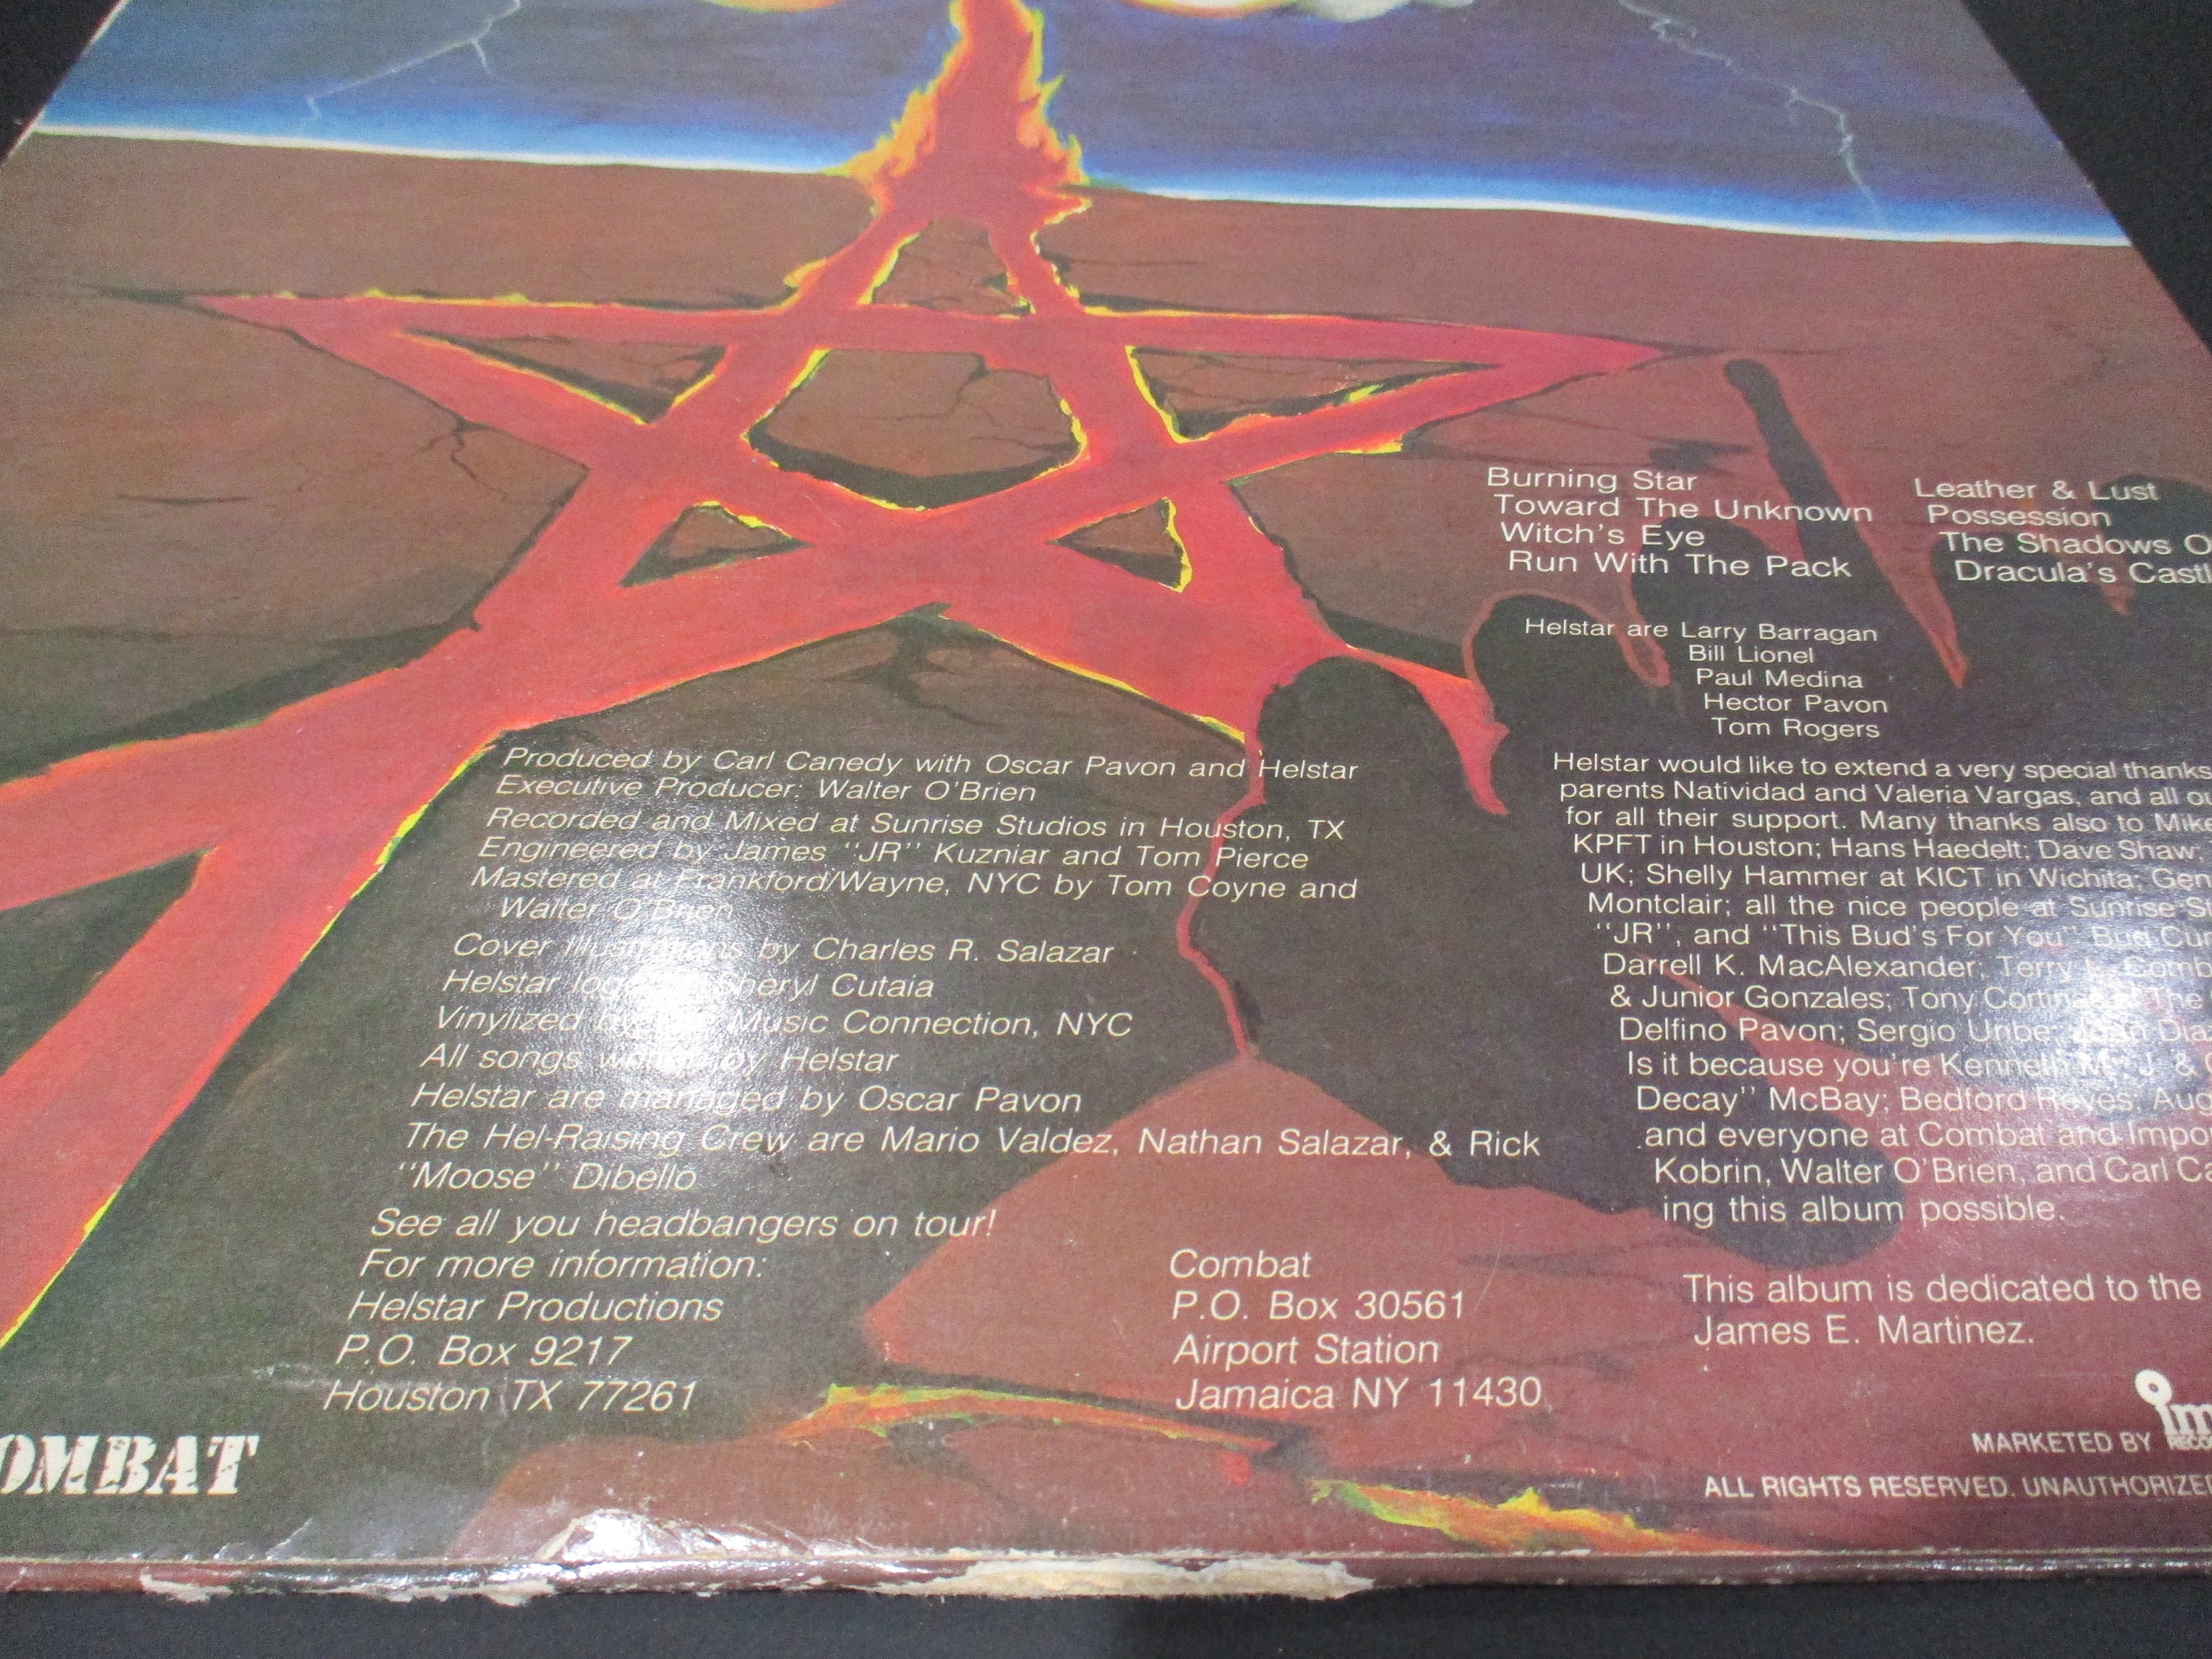 Burning Star
Toward The Unknown
Witch's Eye
Run With The Pack
Leather & Lust
Possession
The Shadows
Dracula's
Helstar are Larry Barragan
Bill Lionel
Paul Medina
Hector Pavon
Tom Rogers
Produced by Carl Canedy with Oscar Pavon and Helstar
Executive Producer: Walter O'Brien
Recorded and Mixed at Sunrise Studios in Houston, TX
Engineered by James "JR" Kuzniar and Tom Pierce
Mastered at Frankford/Wayne, NYC by Tom Coyne and
Walter O'Brien
Cover Illustrations by Charles R. Salazar
Helstar Sheryl Cutaia
Vinylized Music Connection, NYC
All songs by Helstar
Helstar are managed by Oscar Pavon
The Hel-Raising Crew are Mario Valdez, Nathan Salazar, & Rick
"Moose" Dibello
See all you headbangers on tour!
For more information:
Helstar Productions
P.O. Box 9217
Houston TX 77261
Combat
P.O. Box 30561
Airport Station
Jamaica NY 11430
Helstar would like to extend a very special thanks
parents Natividad and Valeria Vargas, and all
for all their support. Many thanks also to Mike
KPFT in Houston; Hans Haedelt; Dave Shaw
UK; Shelly Hammer at KICT in Wichita;
Montclair; all the nice people at Sunrise
"JR", and "This Bud's For You" Bud
Darrell K. MacAlexander; Terry
& Junior Gonzales; Tony The
Delfino Pavon; Sergio Uribe;
Is it because you're Kenneth M; J. &
Decay" McBay; Bedford Reyes;
and everyone at Combat and
Kobrin, Walter O'Brien, and Carl
ing this album possible.
This album is dedicated to the
James E. Martinez.
OMBAT
MARKETED BY
ALL RIGHTS RESERVED.